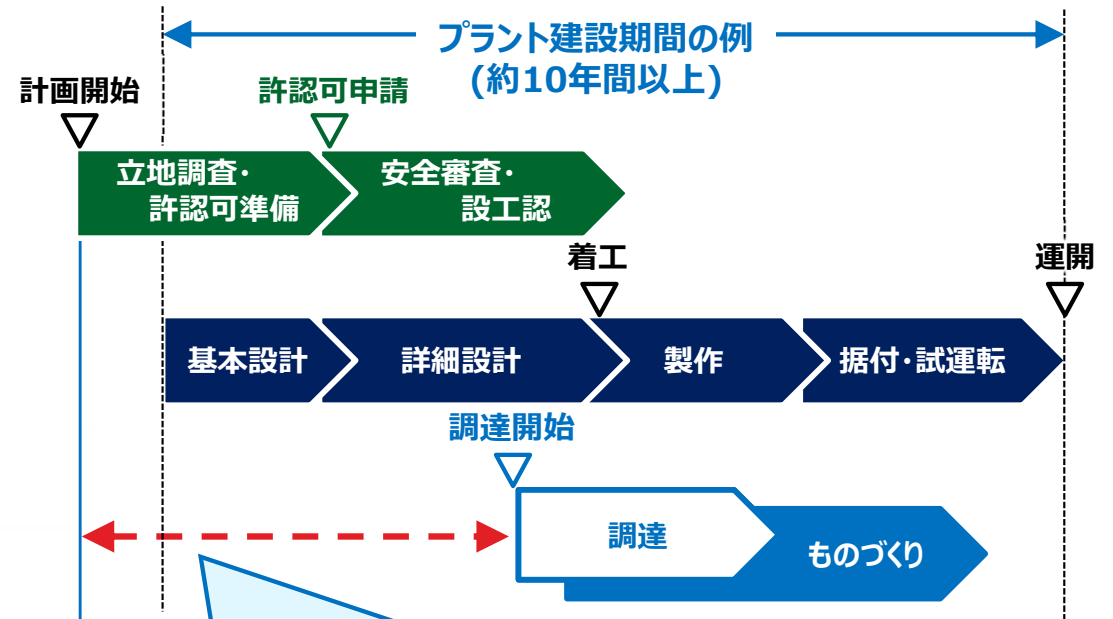 プラント建設期間の例
(約10年間以上)
計画開始
許認可申請
立地調査・
許認可準備
安全審査・
設工認
着工
運開
基本設計
詳細設計
製作
据付・試運転
調達開始
調達
ものづくり